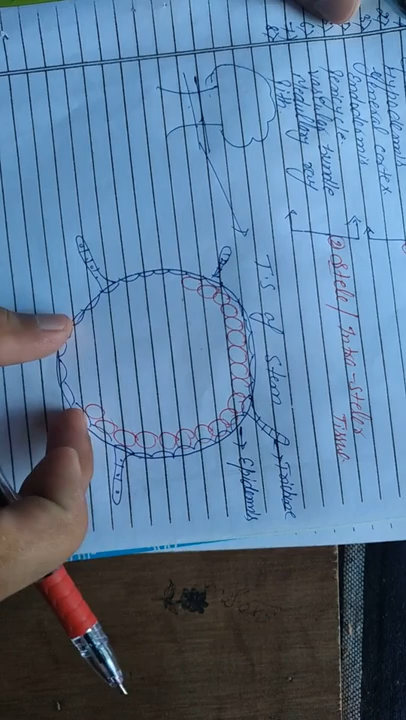 Hypodermis
General cortex
Endodermis
Pericycle
vascular bundle
Medullary ray
Pith
② Stele / Intra-stelar
Tissue
T.S of Stem
Trichome
Epidermis